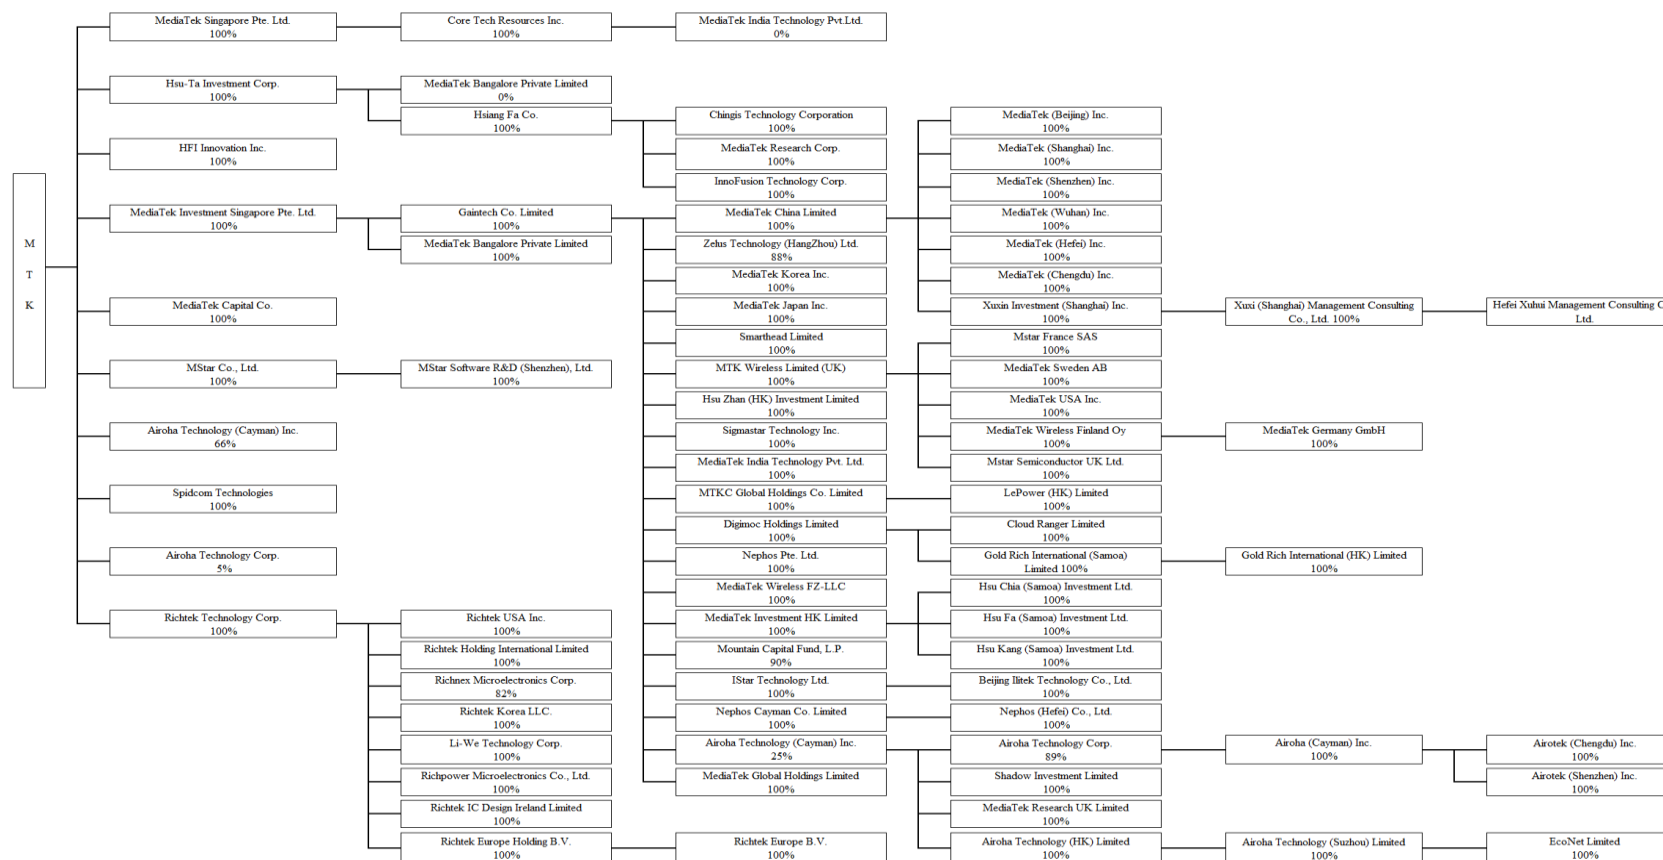 M
T
K
MediaTek Singapore Pte. Ltd.
100%
Core Tech Resources Inc.
100%
MediaTek India Technology Pvt.Ltd.
0%
Hsu-Ta Investment Corp.
100%
MediaTek Bangalore Private Limited
0%
Hsiang Fa Co.
100%
Chingis Technology Corporation
100%
MediaTek Research Corp.
100%
InnoFusion Technology Corp.
100%
HFI Innovation Inc.
100%
MediaTek Investment Singapore Pte. Ltd.
100%
Gaintech Co. Limited
100%
MediaTek Bangalore Private Limited
100%
MediaTek China Limited
100%
MediaTek (Beijing) Inc.
100%
MediaTek (Shanghai) Inc.
100%
MediaTek (Shenzhen) Inc.
100%
MediaTek (Wuhan) Inc.
100%
MediaTek (Hefei) Inc.
100%
MediaTek (Chengdu) Inc.
100%
Xuxin Investment (Shanghai) Inc.
100%
Xuxi (Shanghai) Management Consulting
Co., Ltd. 100%
Hefei Xuhui Management Consulting C
Ltd.
Zelus Technology (HangZhou) Ltd.
88%
MediaTek Korea Inc.
100%
MediaTek Japan Inc.
100%
Smarthead Limited
100%
MTK Wireless Limited (UK)
100%
Mstar France SAS
100%
MediaTek Sweden AB
100%
MediaTek USA Inc.
100%
MediaTek Wireless Finland Oy
100%
MediaTek Germany GmbH
100%
Mstar Semiconductor UK Ltd.
100%
Hsu Zhan (HK) Investment Limited
100%
Sigmastar Technology Inc.
100%
MediaTek India Technology Pvt. Ltd.
100%
MTKC Global Holdings Co. Limited
100%
LePower (HK) Limited
100%
Digimoc Holdings Limited
100%
Cloud Ranger Limited
100%
Gold Rich International (Samoa)
Limited 100%
Gold Rich International (HK) Limited
100%
Nephos Pte. Ltd.
100%
MediaTek Wireless FZ-LLC
100%
MediaTek Investment HK Limited
100%
Hsu Chia (Samoa) Investment Ltd.
100%
Hsu Fa (Samoa) Investment Ltd.
100%
Hsu Kang (Samoa) Investment Ltd.
100%
Mountain Capital Fund, L.P.
90%
IStar Technology Ltd.
100%
Beijing Ilitek Technology Co., Ltd.
100%
Nephos Cayman Co. Limited
100%
Nephos (Hefei) Co., Ltd.
100%
Airoha Technology (Cayman) Inc.
25%
Airoha Technology Corp.
89%
Airoha (Cayman) Inc.
100%
Airotek (Chengdu) Inc.
100%
Airotek (Shenzhen) Inc.
100%
Shadow Investment Limited
100%
MediaTek Research UK Limited
100%
Airoha Technology (HK) Limited
100%
Airoha Technology (Suzhou) Limited
100%
EcoNet Limited
100%
MediaTek Global Holdings Limited
100%
MediaTek Capital Co.
100%
MStar Co., Ltd.
100%
MStar Software R&D (Shenzhen), Ltd.
100%
Airoha Technology (Cayman) Inc.
66%
Spidcom Technologies
100%
Airoha Technology Corp.
5%
Richtek Technology Corp.
100%
Richtek USA Inc.
100%
Richtek Holding International Limited
100%
Richnex Microelectronics Corp.
82%
Richtek Korea LLC.
100%
Li-We Technology Corp.
100%
Richpower Microelectronics Co., Ltd.
100%
Richtek IC Design Ireland Limited
100%
Richtek Europe Holding B.V.
100%
Richtek Europe B.V.
100%